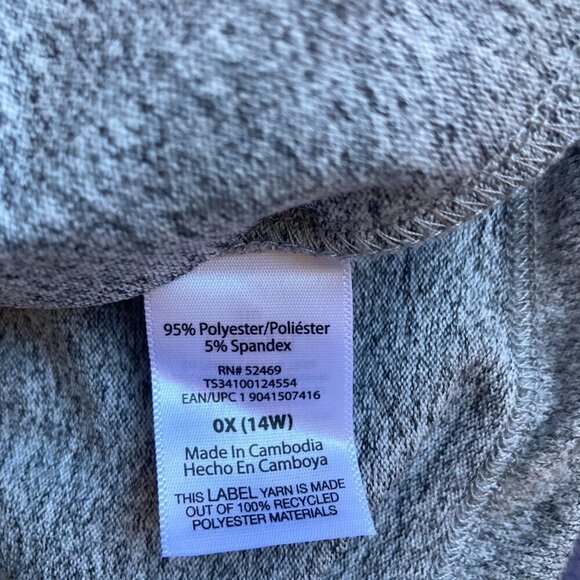 95% Polyester/Poliéster
5% Spandex
RN# 52469
TS34100124554
EAN/UPC 1 9041507416
0X (14W)
Made In Cambodia
Hecho En Camboya
THIS LABEL YARN IS MADE
OUT OF 100% RECYCLED
POLYESTER MATERIALS